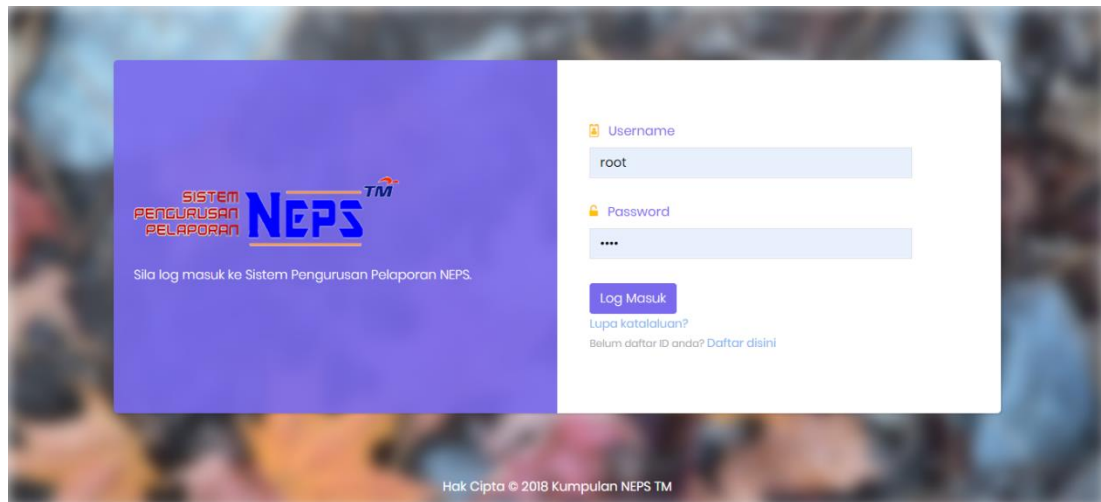 SISTEM
PENGURUSAN
PELAPORAN
NEPS
TM
Sila log masuk ke Sistem Pengurusan Pelaporan NEPS.
Username
root
Password
••••
Log Masuk
Lupa katalaluan?
Belum daftar ID anda? Daftar disini
Hak Cipta © 2018 Kumpulan NEPS TM